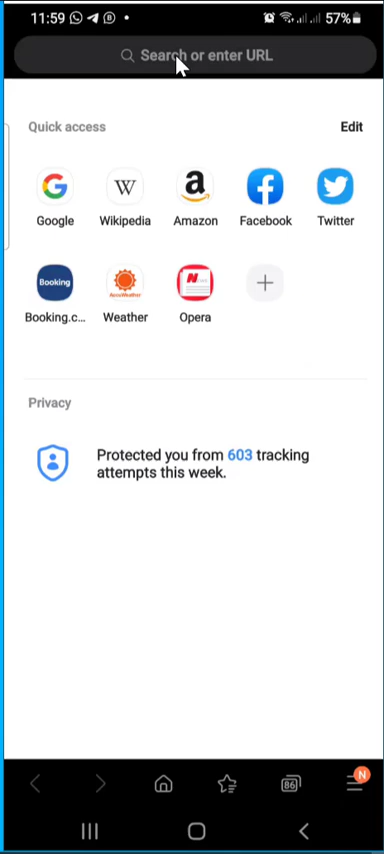 11:59
57%
Search or enter URL
Quick access
Edit
Google
Wikipedia
Amazon
Facebook
Twitter
Booking
Booking.c...
Weather
Opera
Privacy
Protected you from 603 tracking
attempts this week.
86
N